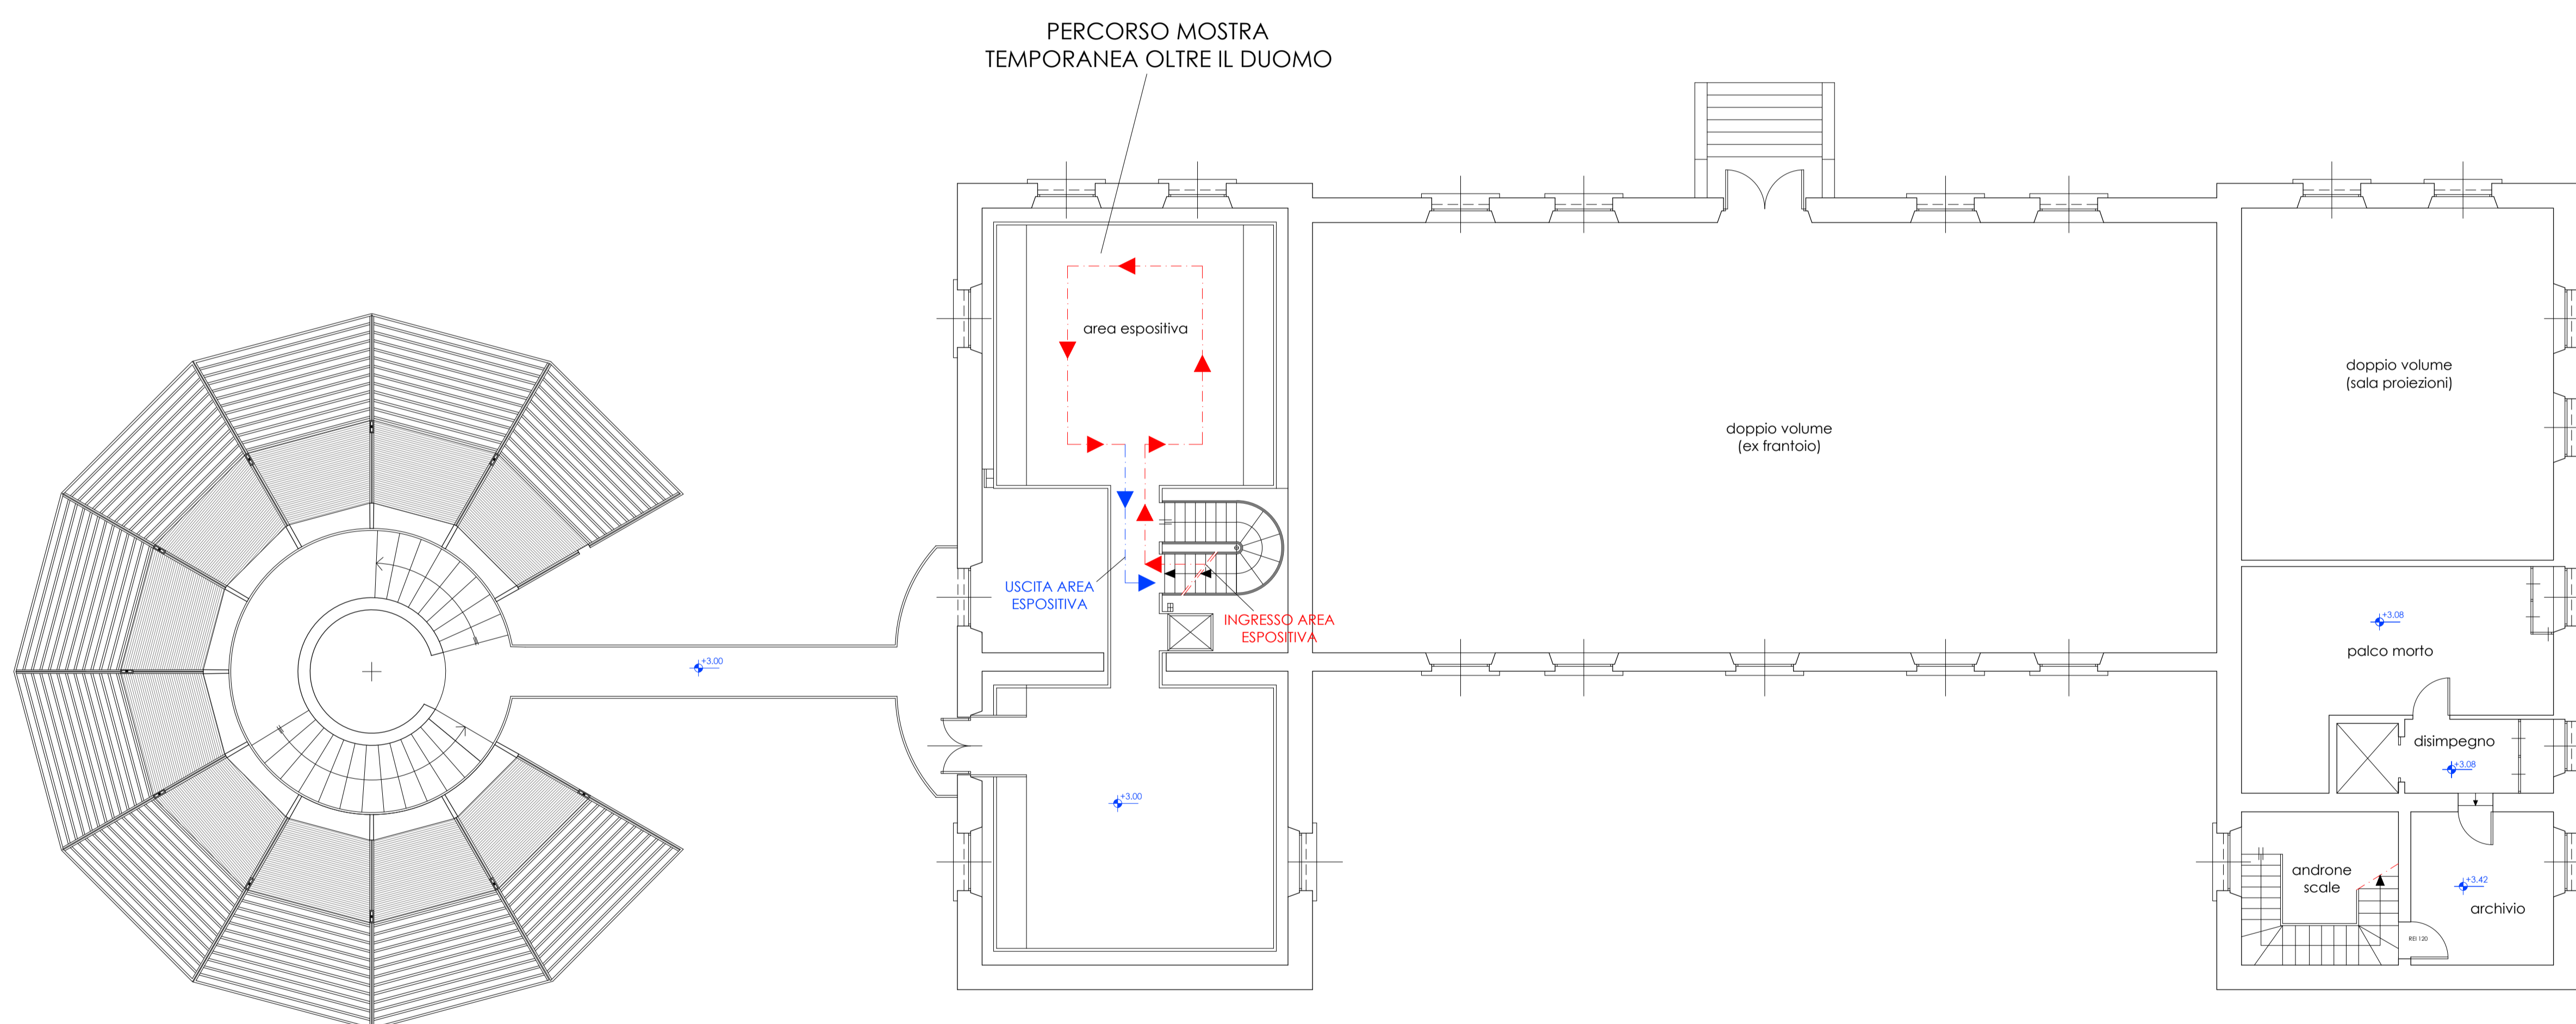 PERCORSO MOSTRA
TEMPORANEA OLTRE IL DUOMO
area espositiva
doppio volume
(sala proiezioni)
doppio volume
(ex frantoio)
USCITA AREA
ESPOSITIVA
INGRESSO AREA
ESPOSITIVA
+3.08
palco morto
+3.00
disimpegno
+3.08
+3.00
androne
scale
+3.42
archivio
REI 120